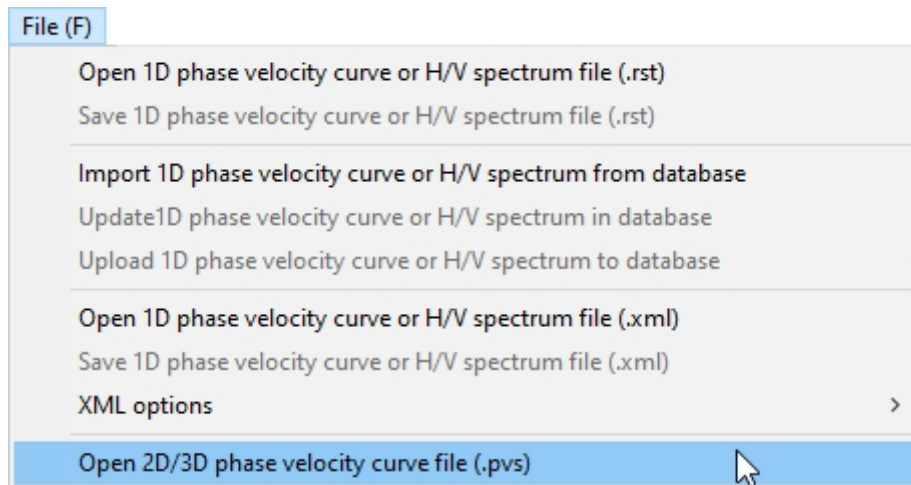 File (F)
Open 1D phase velocity curve or H/V spectrum file (.rst)
Save 1D phase velocity curve or H/V spectrum file (.rst)
Import 1D phase velocity curve or H/V spectrum from database
Update1D phase velocity curve or H/V spectrum in database
Upload 1D phase velocity curve or H/V spectrum to database
Open 1D phase velocity curve or H/V spectrum file (.xml)
Save 1D phase velocity curve or H/V spectrum file (.xml)
XML options
Open 2D/3D phase velocity curve file (.pvs)